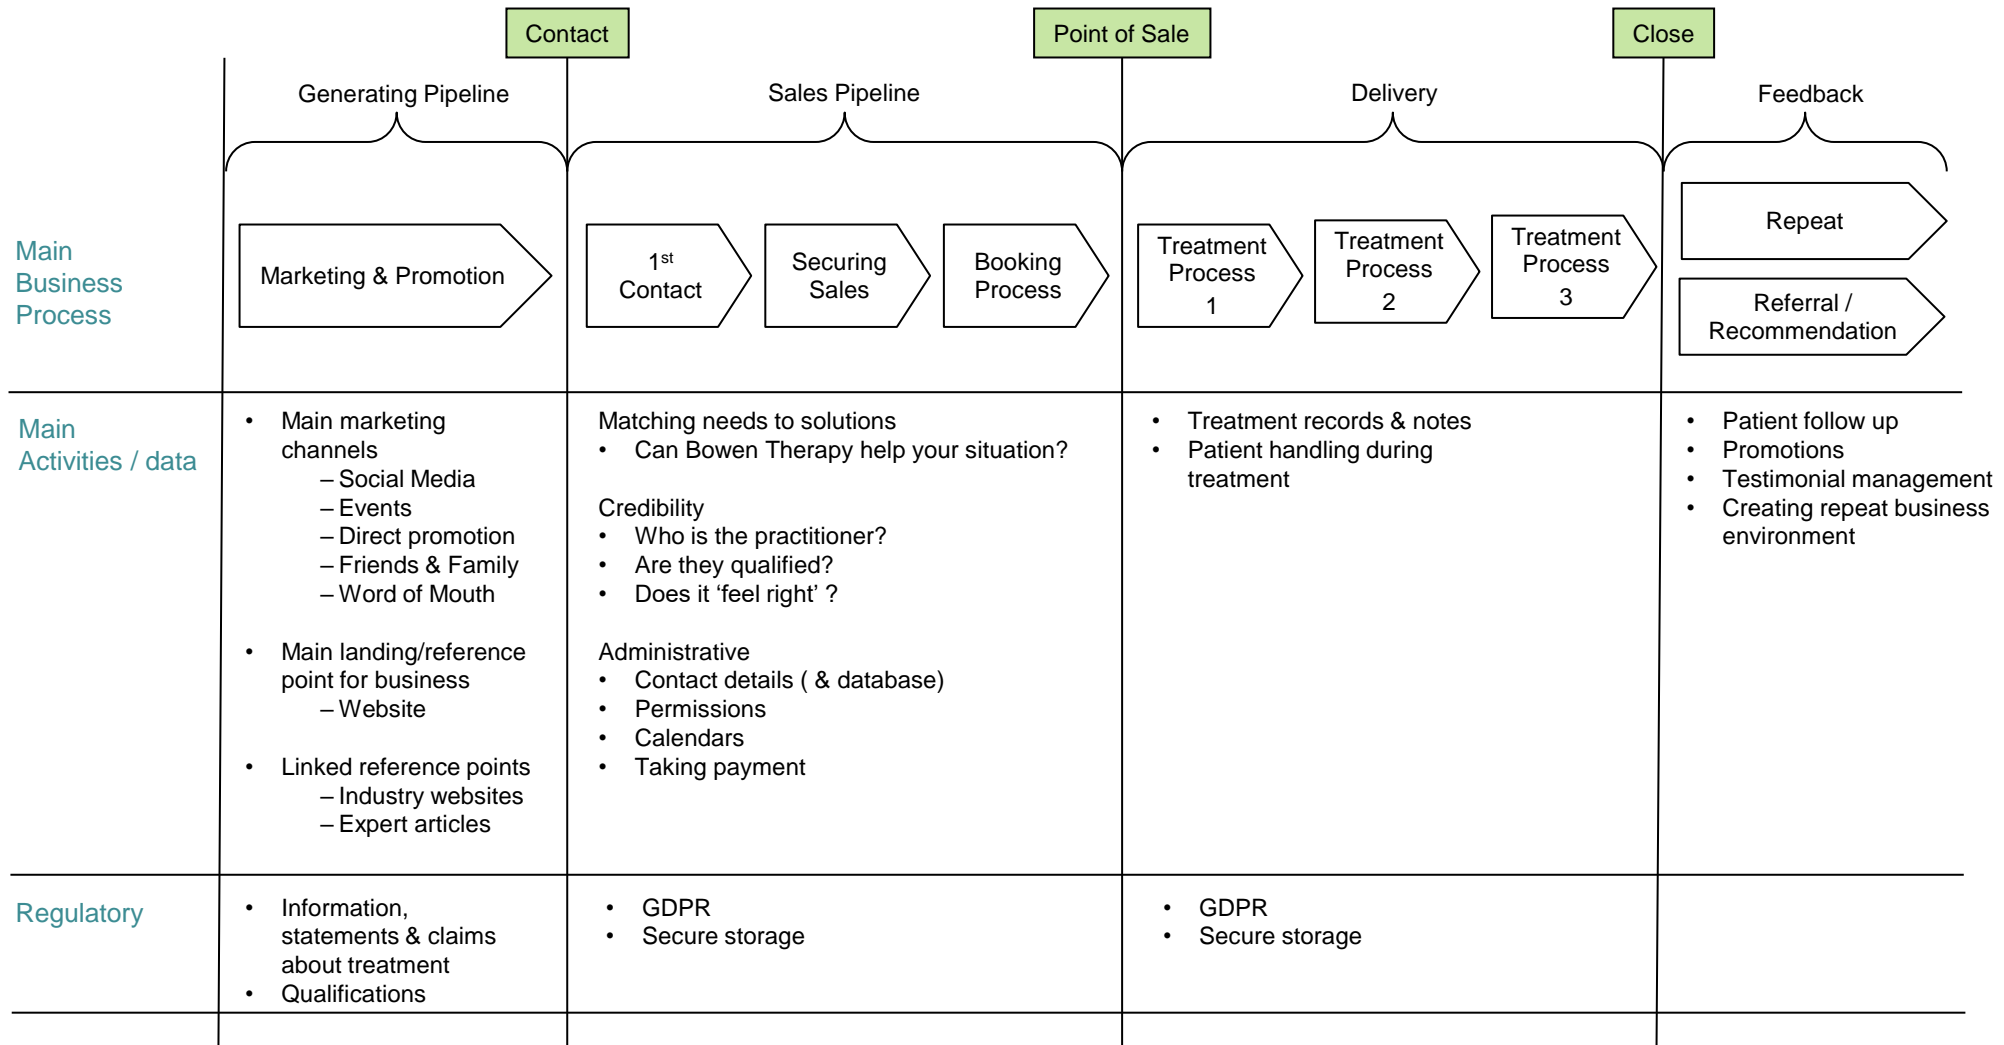 Contact
Point of Sale
Close
Generating Pipeline
Sales Pipeline
Delivery
Feedback
Main
Business
Process
Marketing & Promotion
1st
Contact
Securing
Sales
Booking
Process
Treatment
Process
1
Treatment
Process
2
Treatment
Process
3
Repeat
Referral /
Recommendation
Main
Activities / data
• Main marketing
channels
– Social Media
– Events
– Direct promotion
– Friends & Family
– Word of Mouth
• Main landing/reference
point for business
– Website
• Linked reference points
– Industry websites
– Expert articles
Matching needs to solutions
• Can Bowen Therapy help your situation?
Credibility
• Who is the practitioner?
• Are they qualified?
• Does it ‘feel right’ ?
Administrative
• Contact details ( & database)
• Permissions
• Calendars
• Taking payment
• Treatment records & notes
• Patient handling during
treatment
• Patient follow up
• Promotions
• Testimonial management
• Creating repeat business
environment
Regulatory
• Information,
statements & claims
about treatment
• Qualifications
• GDPR
• Secure storage
• GDPR
• Secure storage